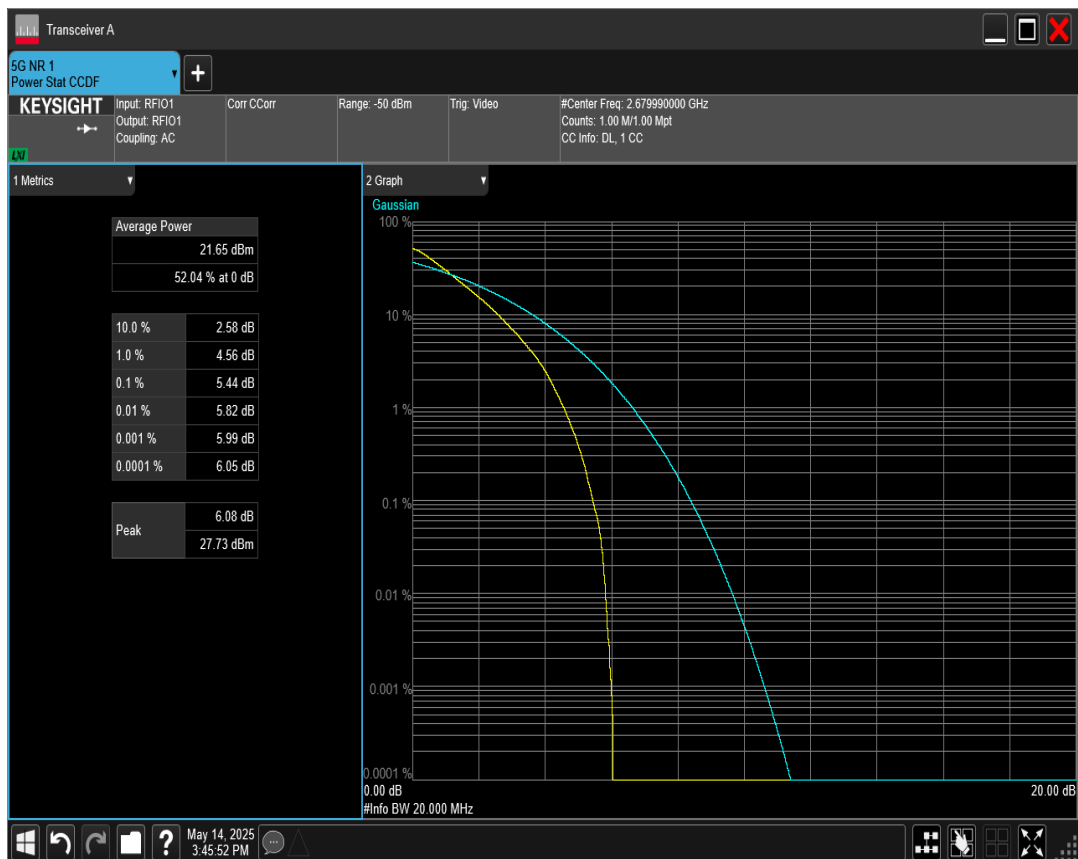 Transceiver A
5G NR 1
Power Stat CCDF
KEYSIGHT
LXI
Input: RFIO1
Output: RFIO1
Coupling: AC
Corr CCorr
Range: -50 dBm
Trig: Video
#Center Freq: 2.679990000 GHz
Counts: 1.00 M/1.00 Mpt
CC Info: DL, 1 CC
1 Metrics
Average Power
21.65 dBm
52.04 % at 0 dB
10.0 % 2.58 dB
1.0 % 4.56 dB
0.1 % 5.44 dB
0.01 % 5.82 dB
0.001 % 5.99 dB
0.0001 % 6.05 dB
Peak 6.08 dB
27.73 dBm
2 Graph
Gaussian
100 %
10 %
1 %
0.1 %
0.01 %
0.001 %
0.0001 %
0.00 dB 20.00 dB
#Info BW 20.000 MHz
May 14, 2025
3:45:52 PM